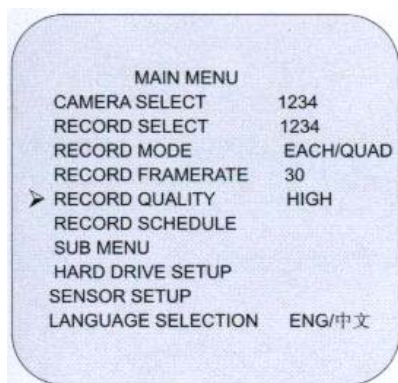 MAIN MENU
CAMERA SELECT 1234
RECORD SELECT 1234
RECORD MODE EACH/QUAD
RECORD FRAMERATE 30
RECORD QUALITY HIGH
RECORD SCHEDULE
SUB MENU
HARD DRIVE SETUP
SENSOR SETUP
LANGUAGE SELECTION ENG/中文